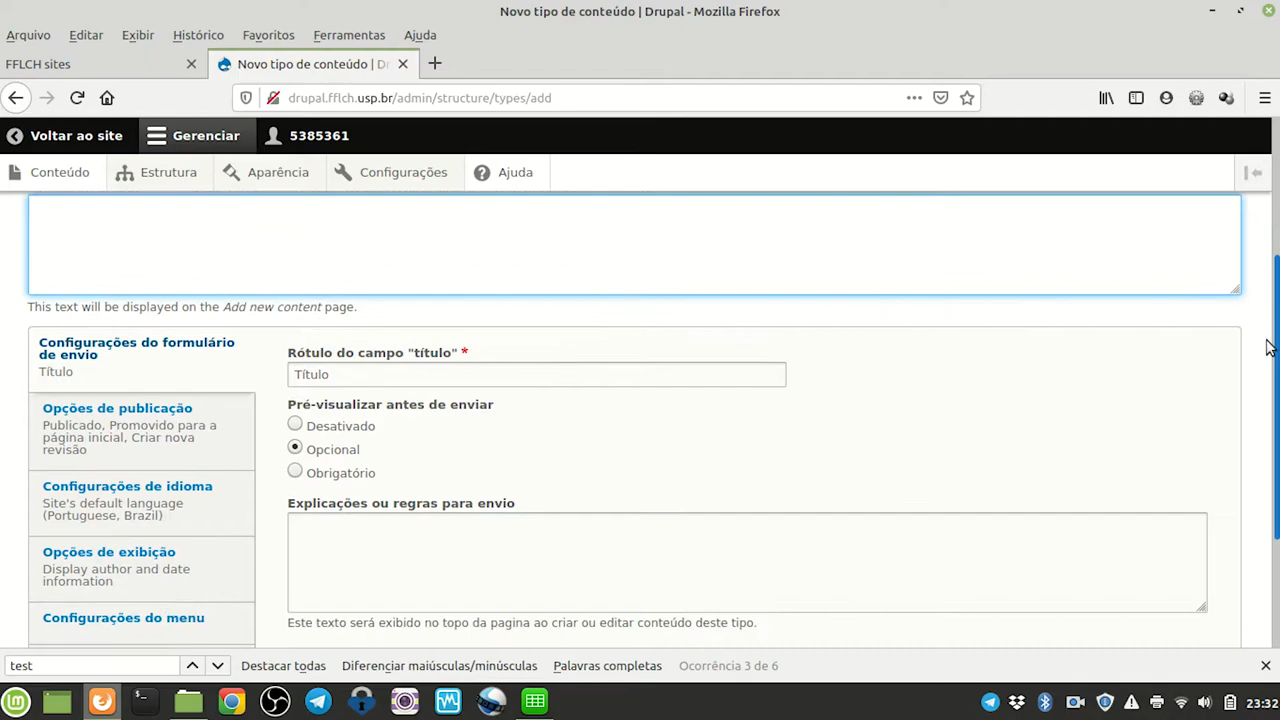 Novo tipo de conteúdo | Drupal - Mozilla Firefox
Arquivo Editar Exibir Histórico Favoritos Ferramentas Ajuda
FFLCH sites Novo tipo de conteúdo | Dr
drupal.fflch.usp.br/admin/structure/types/add
Voltar ao site Gerenciar 5385361
Conteúdo Estrutura Aparência Configurações Ajuda
This text will be displayed on the Add new content page.
Configurações do formulário
de envio
Título
Rótulo do campo "título" *
Título
Pré-visualizar antes de enviar
Desativado
Opcional
Obrigatório
Opções de publicação
Publicado, Promovido para a
página inicial, Criar nova
revisão
Configurações de idioma
Site's default language
(Portuguese, Brazil)
Explicações ou regras para envio
Opções de exibição
Display author and date
information
Configurações do menu
Este texto será exibido no topo da pagina ao criar ou editar conteúdo deste tipo.
test Destacar todas Diferenciar maiúsculas/minúsculas Palavras completas Ocorrência 3 de 6
23:32